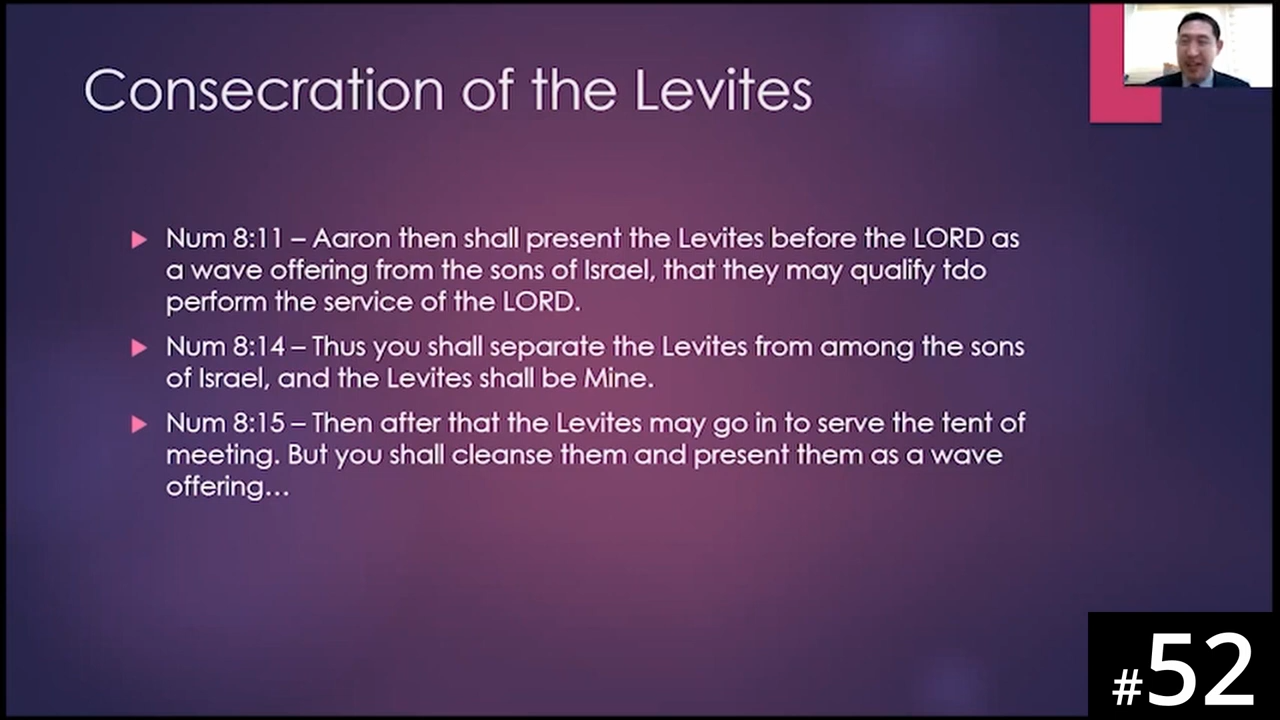 Consecration of the Levites
Num 8:11 – Aaron then shall present the Levites before the LORD as
a wave offering from the sons of Israel, that they may qualify tdo
perform the service of the LORD.
Num 8:14 – Thus you shall separate the Levites from among the sons
of Israel, and the Levites shall be Mine.
Num 8:15 – Then after that the Levites may go in to serve the tent of
meeting. But you shall cleanse them and present them as a wave
offering…
#52